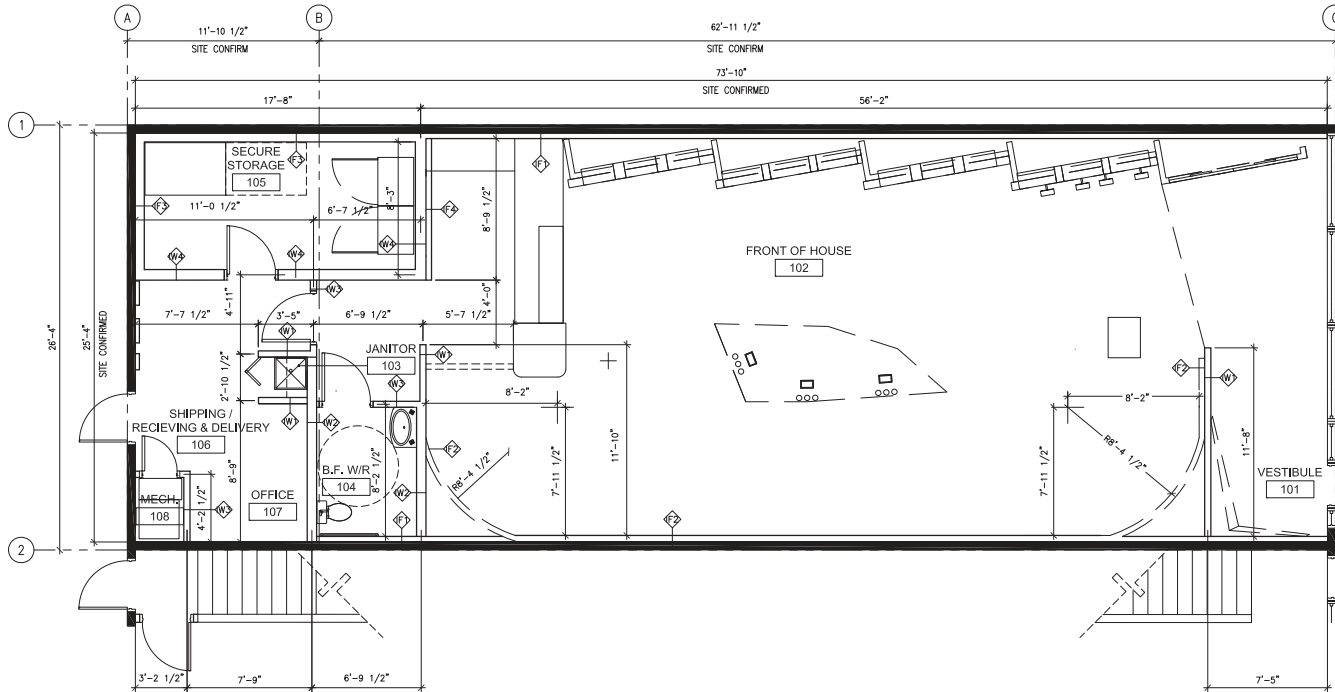 A
B
C
11'-10 1/2"
SITE CONFIRM
62'-11 1/2"
SITE CONFIRM
73'-10"
SITE CONFIRMED
17'-8"
56'-2"
1
2
26'-4"
25'-4"
SITE CONFIRMED
SECURE
STORAGE
105
F3
F3
11'-0 1/2"
6'-7 1/2"
8'-3"
W4
W4
W4
F4
F1
8'-9 1/2"
4'-0"
4'-11"
W3
7'-7 1/2"
3'-5"
6'-9 1/2"
5'-7 1/2"
W1
JANITOR
103
W1
W3
2'-10 1/2"
W1
W2
FRONT OF HOUSE
102
8'-2"
11'-10"
7'-11 1/2"
R8'-4 1/2"
F2
SHIPPING /
RECIEVING & DELIVERY
106
8'-9"
B.F. W/R
104
8'-2 1/2"
W2
F1
MECH.
108
4'-2 1/2"
W3
OFFICE
107
F2
F2
W1
8'-2"
R8'-4 1/2"
7'-11 1/2"
11'-8"
VESTIBULE
101
3'-2 1/2"
7'-9"
6'-9 1/2"
7'-5"